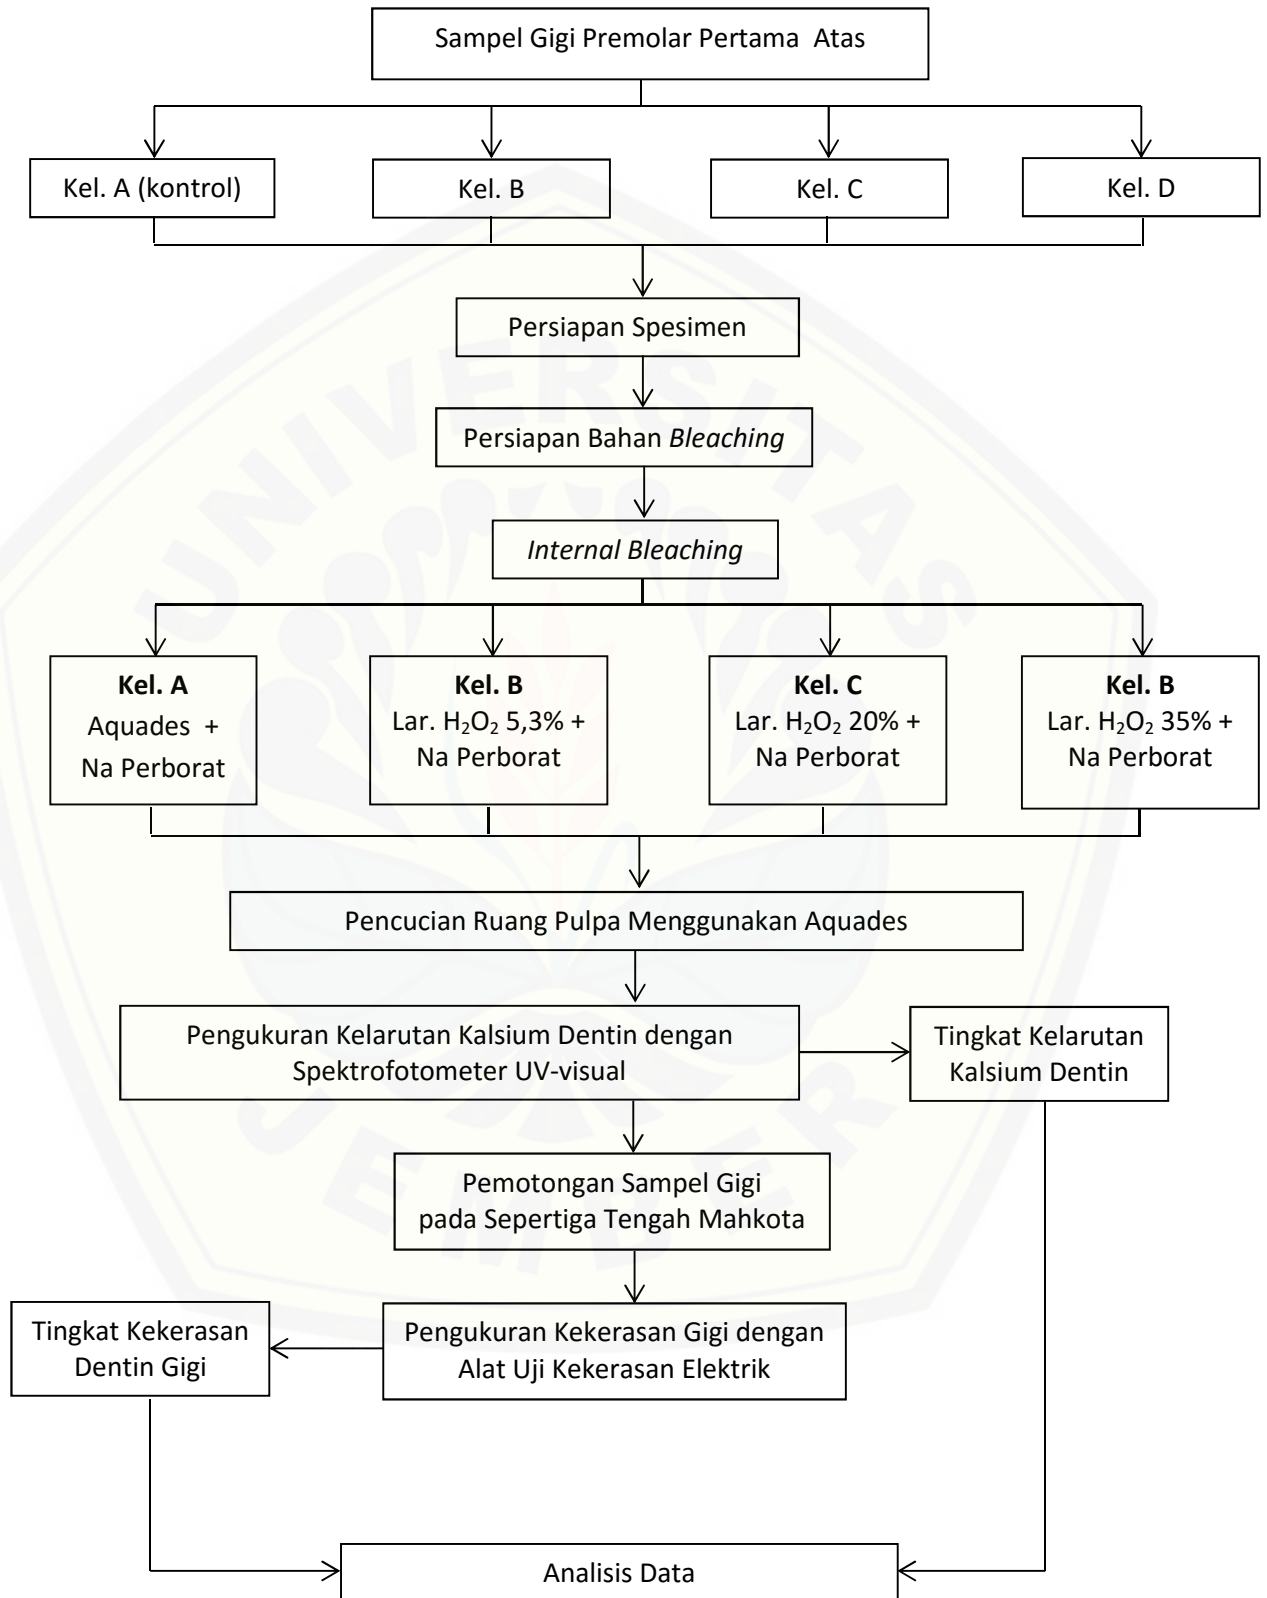 Sampel Gigi Premolar Pertama  Atas
Kel. A (kontrol)
Kel. B
Kel. C
Kel. D
Persiapan Spesimen
Persiapan Bahan Bleaching
Internal Bleaching
Kel. A
Aquades  +
Na Perborat
Kel. B
Lar. H₂O₂ 5,3% +
Na Perborat
Kel. C
Lar. H₂O₂ 20% +
Na Perborat
Kel. B
Lar. H₂O₂ 35% +
Na Perborat
Pencucian Ruang Pulpa Menggunakan Aquades
Pengukuran Kelarutan Kalsium Dentin dengan
Spektrofotometer UV-visual
Tingkat Kelarutan
Kalsium Dentin
Pemotongan Sampel Gigi
pada Sepertiga Tengah Mahkota
Pengukuran Kekerasan Gigi dengan
Alat Uji Kekerasan Elektrik
Tingkat Kekerasan
Dentin Gigi
Analisis Data
UNIVERSITAS
JEMBER